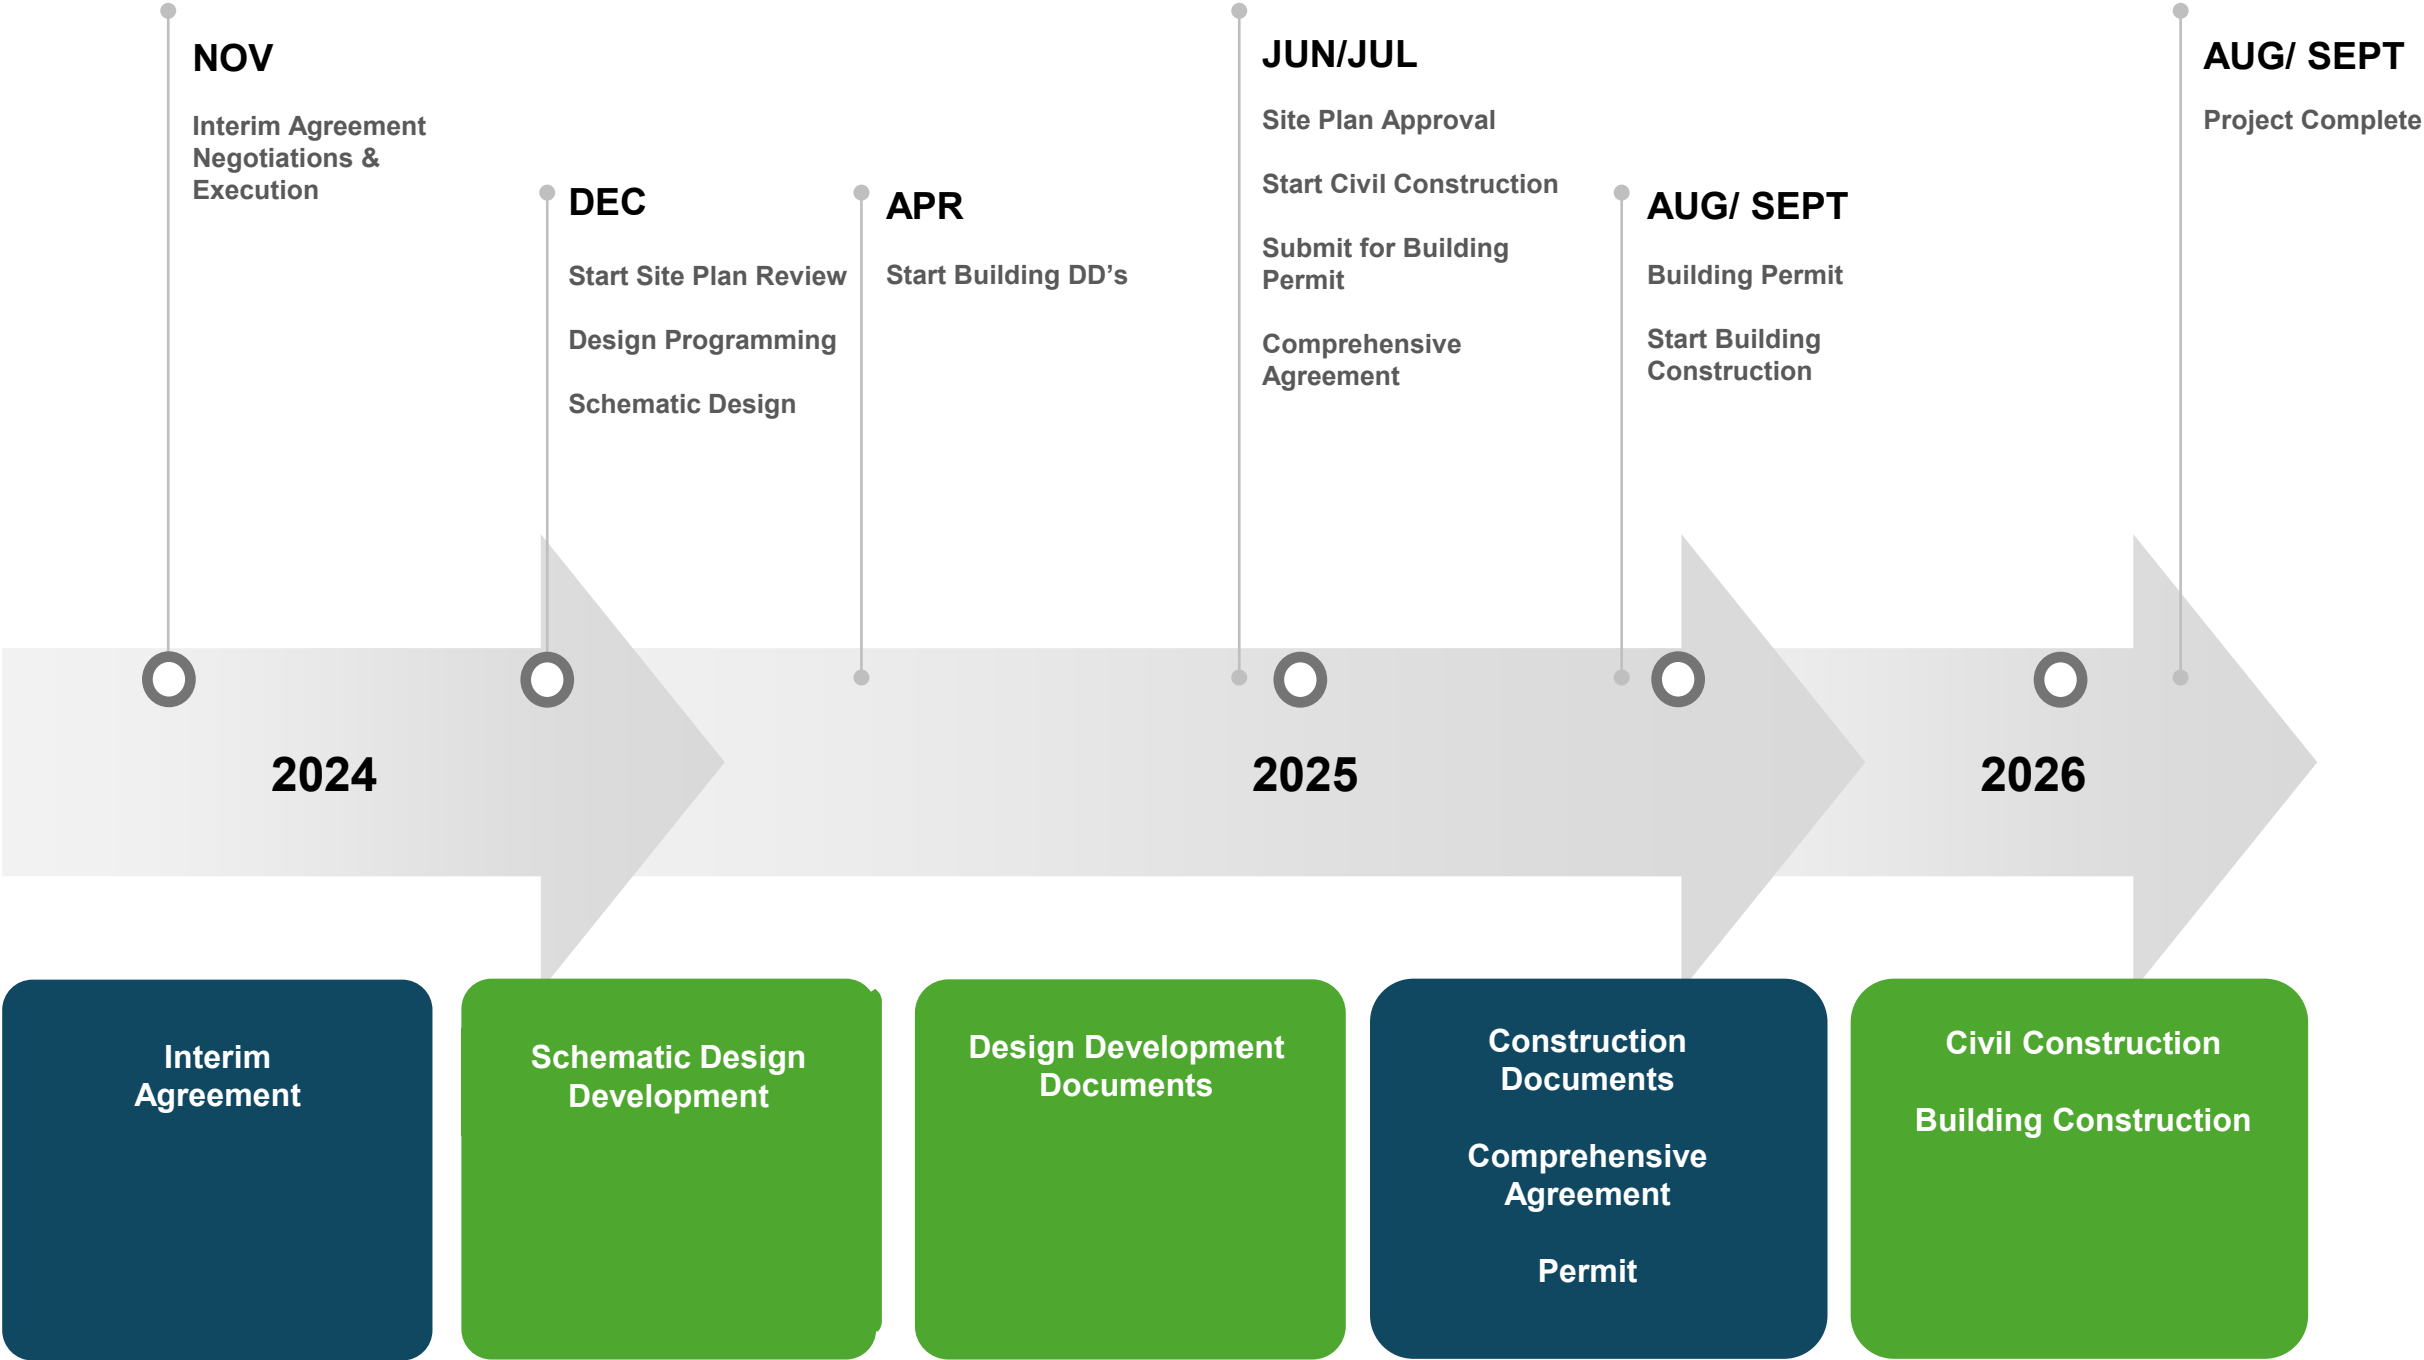 NOV
Interim Agreement
Negotiations &
Execution
DEC
Start Site Plan Review
Design Programming
Schematic Design
APR
Start Building DD’s
JUN/JUL
Site Plan Approval
Start Civil Construction
Submit for Building
Permit
Comprehensive
Agreement
AUG/ SEPT
Building Permit
Start Building
Construction
AUG/ SEPT
Project Complete
2024
2025
2026
Interim
Agreement
Schematic Design
Development
Design Development
Documents
Construction
Documents
Comprehensive
Agreement
Permit
Civil Construction
Building Construction